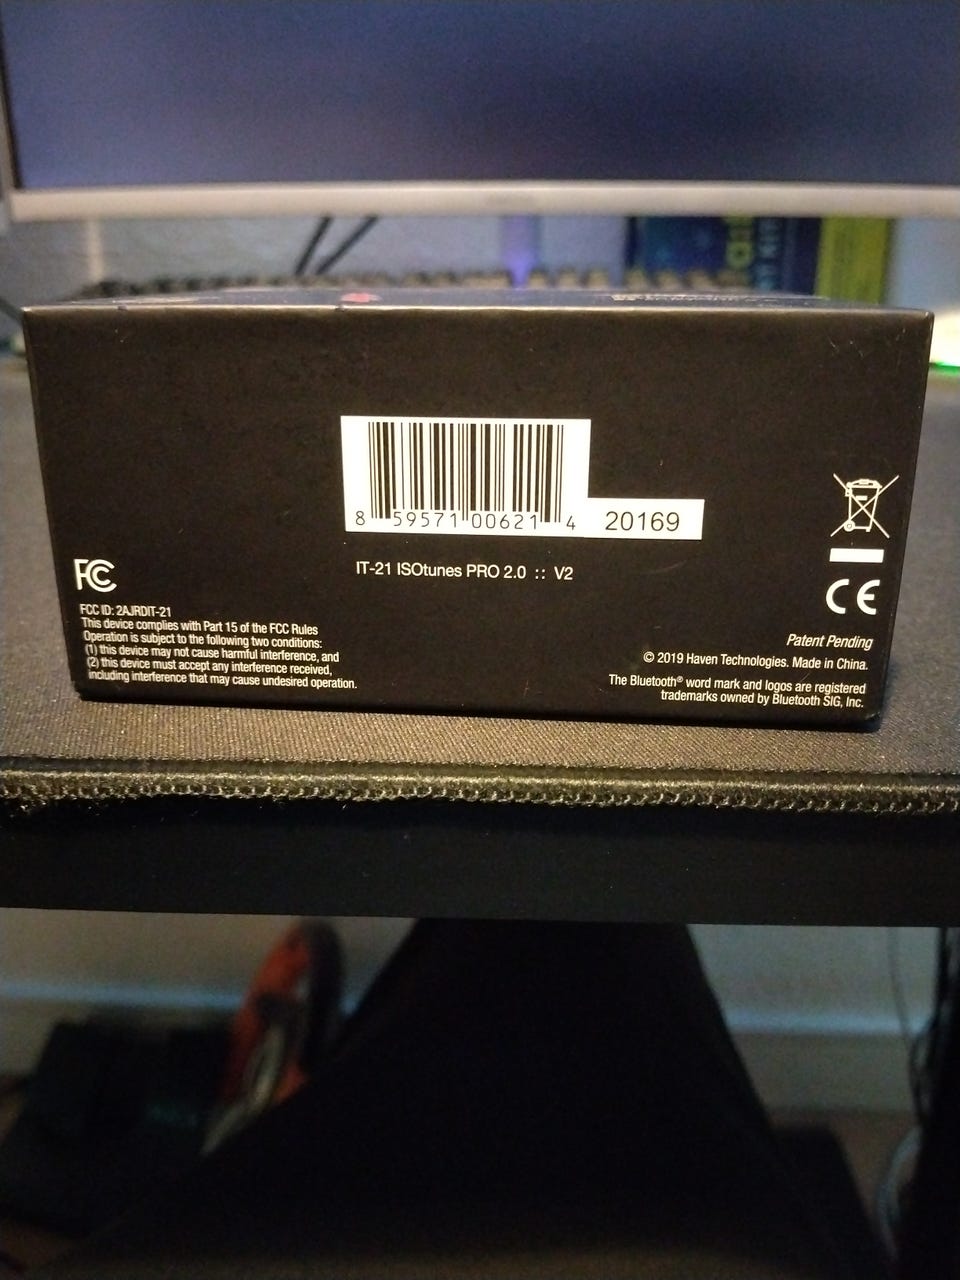 8 59571 00621 4
20169
IT-21 ISOtunes PRO 2.0 :: V2
FC
FCC ID: 2AJRDIT-21
This device complies with Part 15 of the FCC Rules
Operation is subject to the following two conditions:
(1) this device may not cause harmful interference, and
(2) this device must accept any interference received,
including interference that may cause undesired operation.
CE
Patent Pending
© 2019 Haven Technologies. Made in China.
The Bluetooth® word mark and logos are registered
trademarks owned by Bluetooth SIG, Inc.